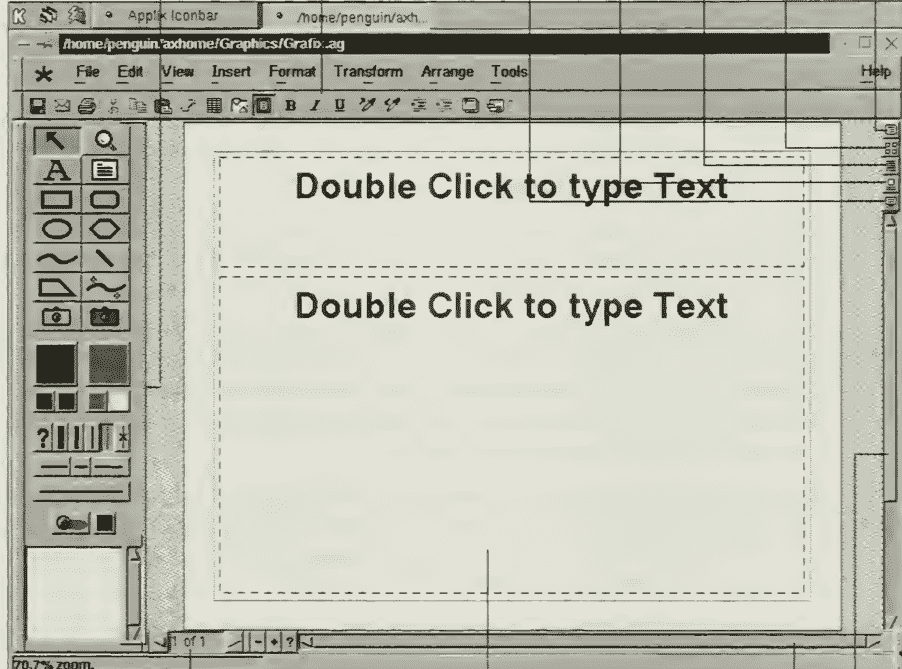 Applix Iconbar /home/penguin/axh...
/home/penguin/axhome/Graphics/Grafix.ag
File Edit View Insert Format Transform Arrange Tools Help
B I U
A
Double Click to type Text
Double Click to type Text
?
1 of 1 - + ?
70.7% zoom.